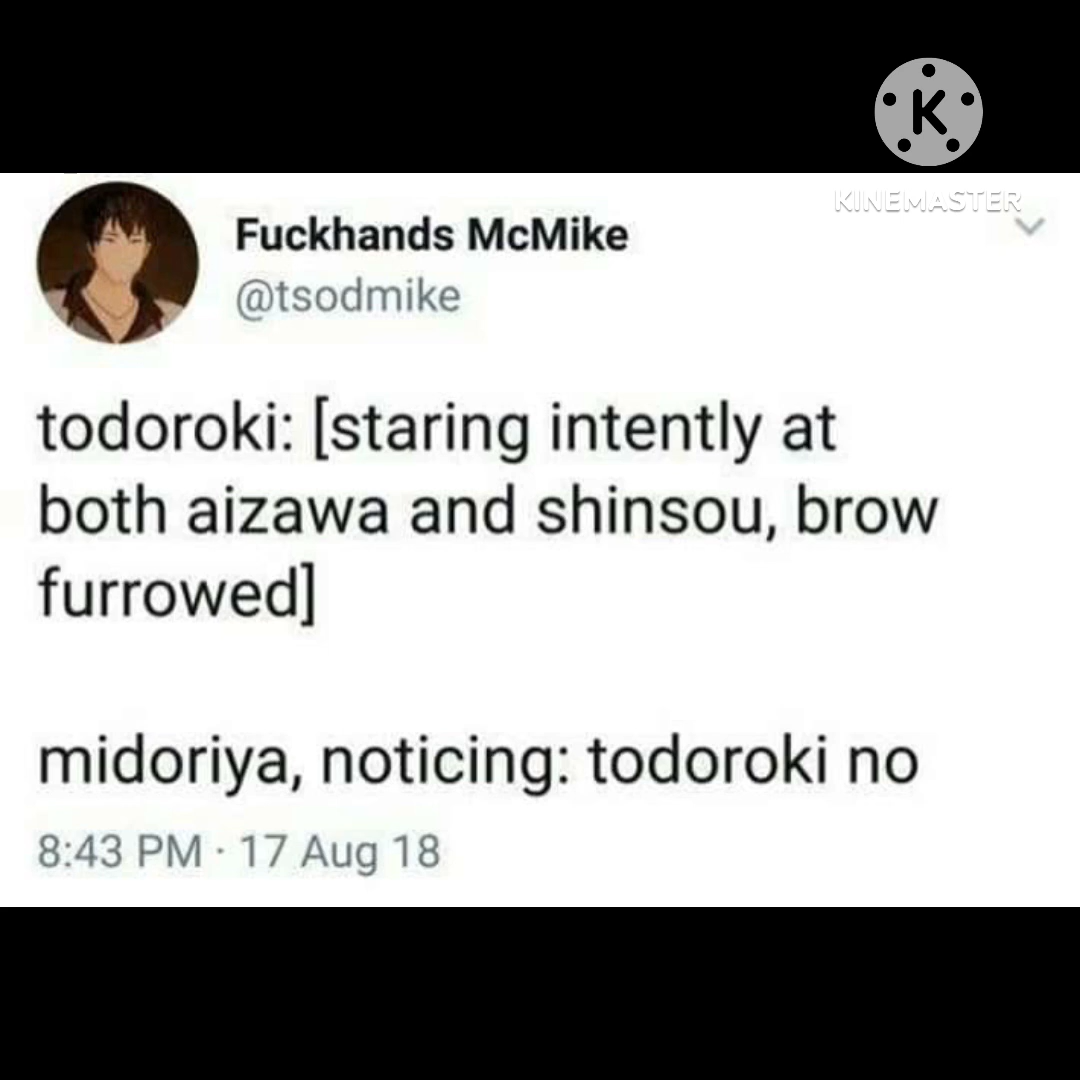 K
KINEMASTER
Fuckhands McMike
@tsodmike
todoroki: [staring intently at
both aizawa and shinsou, brow
furrowed]
midoriya, noticing: todoroki no
8:43 PM · 17 Aug 18